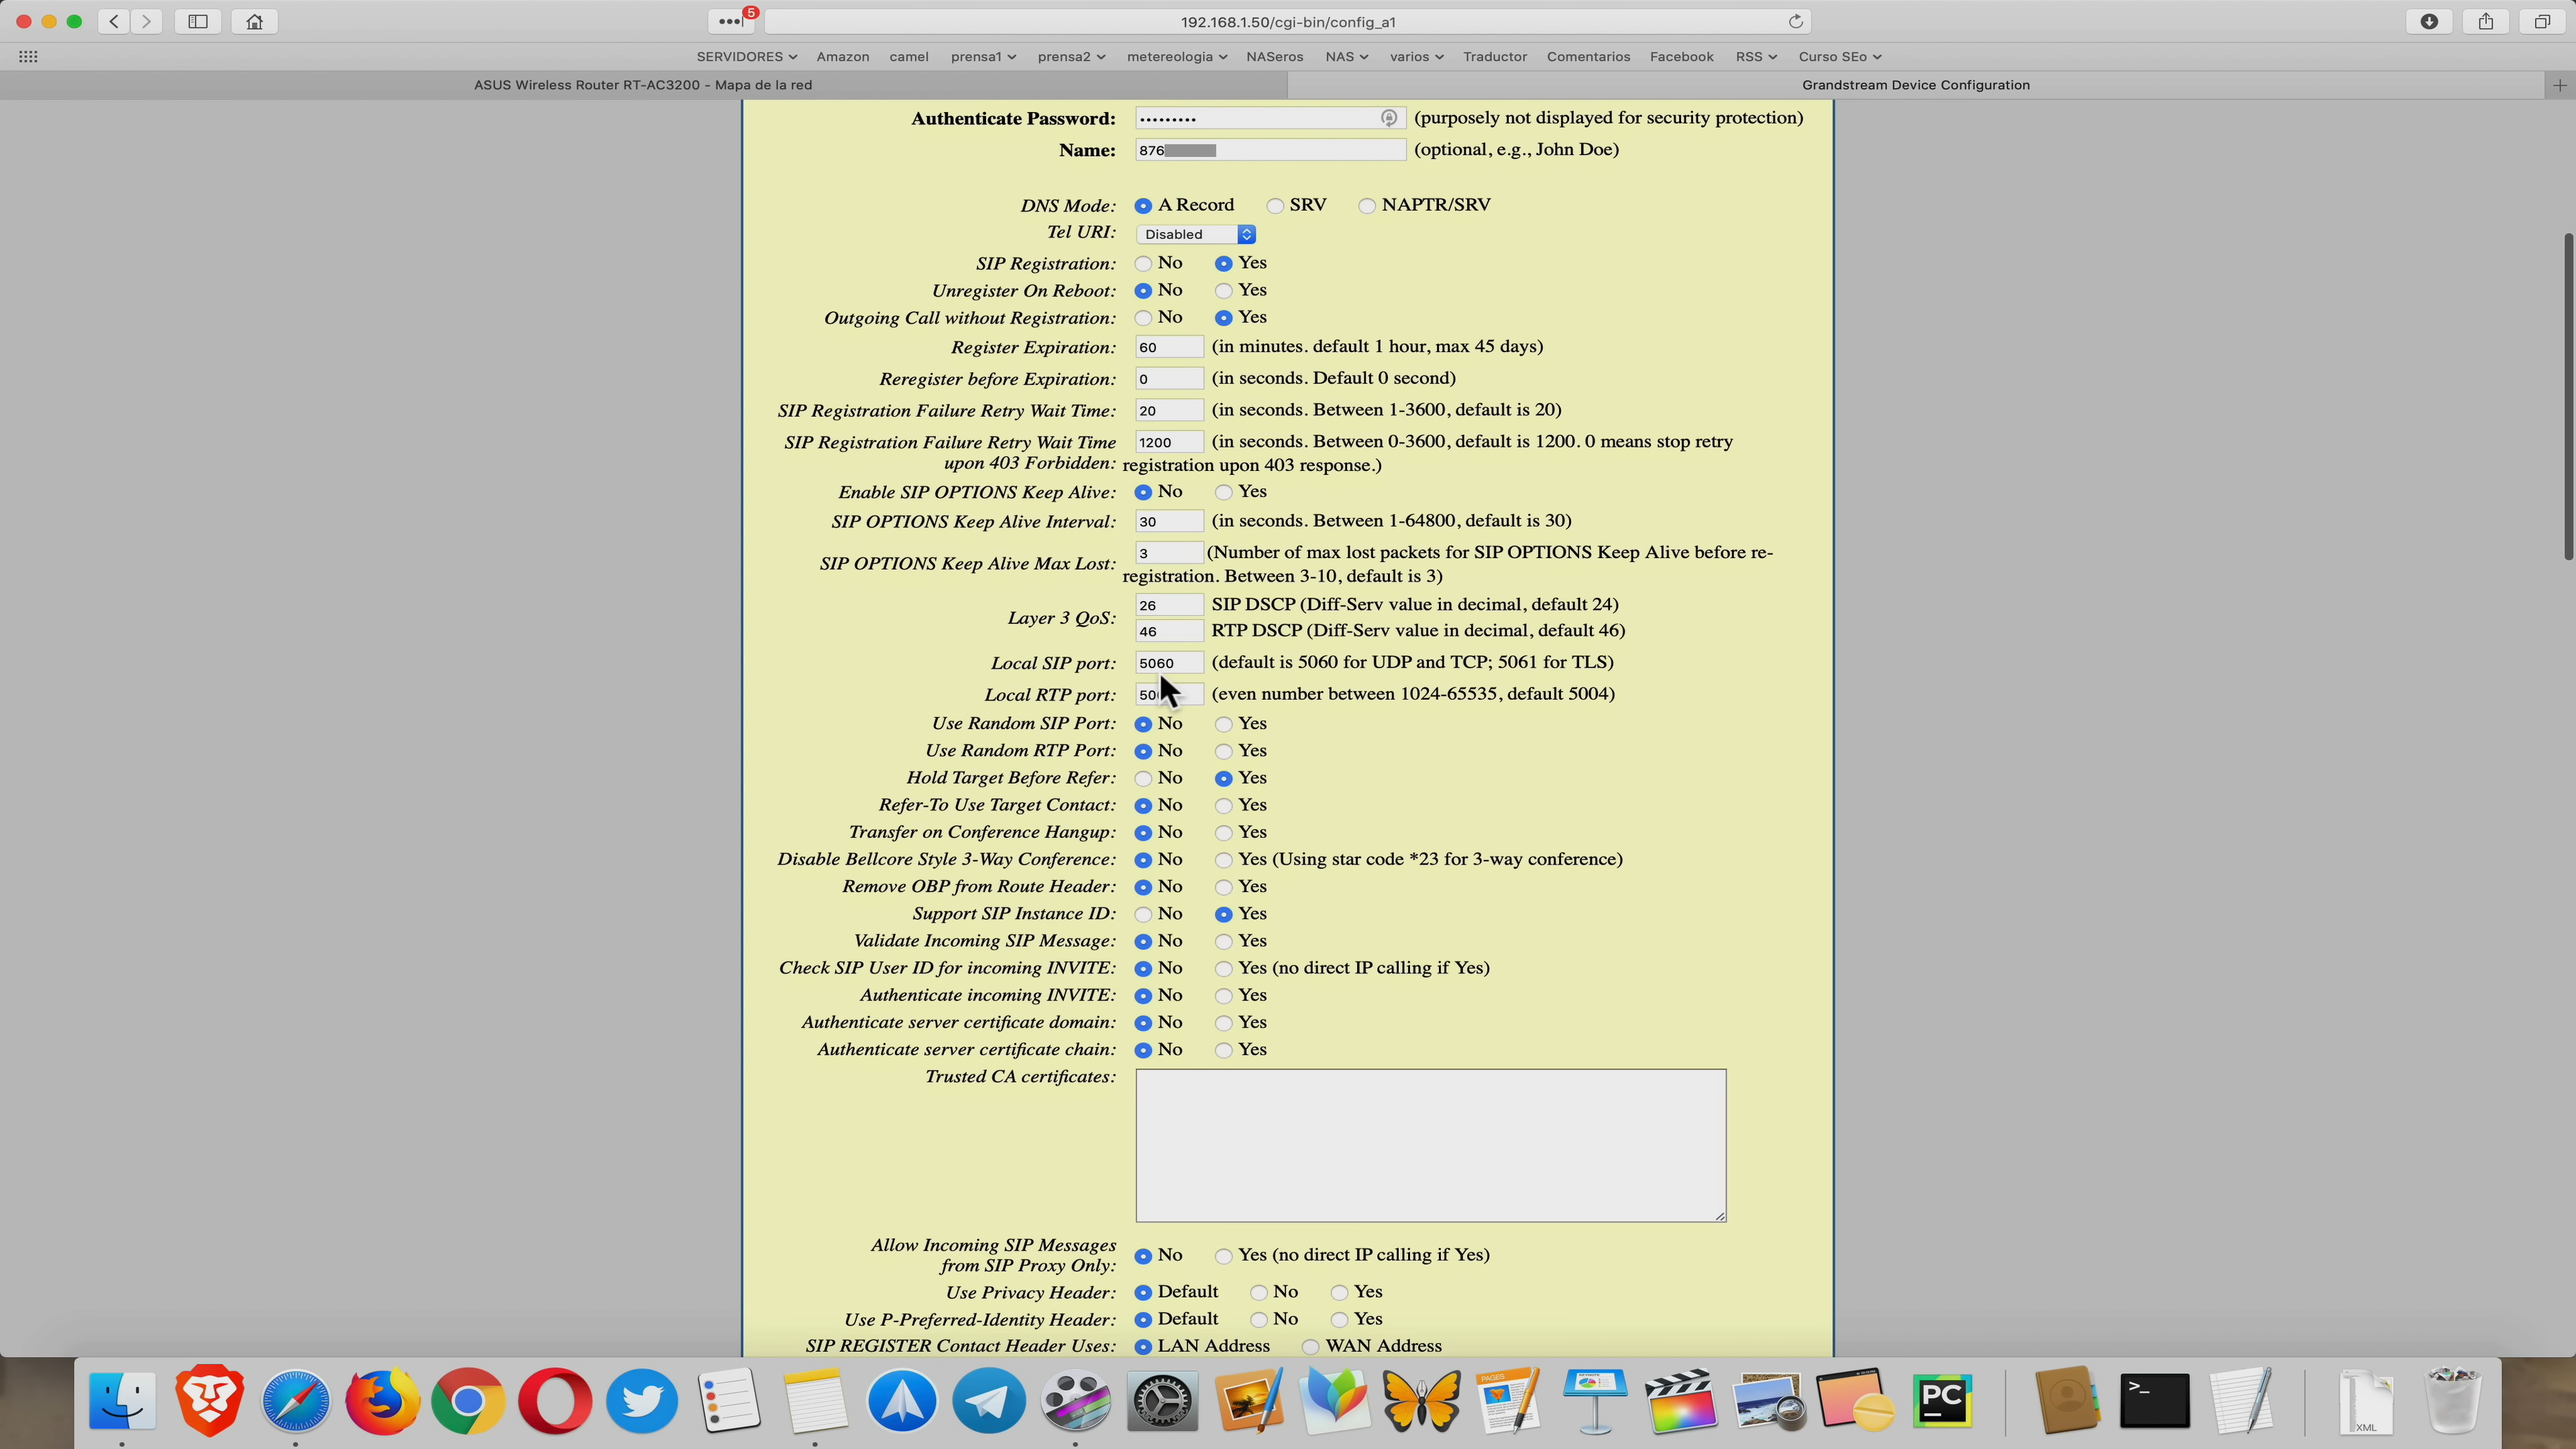 5
192.168.1.50/cgi-bin/config_a1
SERVIDORES Amazon camel prensa1 prensa2 metereologia NASeros NAS varios Traductor Comentarios Facebook RSS Curso SEo
ASUS Wireless Router RT-AC3200 - Mapa de la red Grandstream Device Configuration
Authenticate Password: ••••••••• (purposely not displayed for security protection)
Name: 876 (optional, e.g., John Doe)
DNS Mode: A Record SRV NAPTR/SRV
Tel URI: Disabled
SIP Registration: No Yes
Unregister On Reboot: No Yes
Outgoing Call without Registration: No Yes
Register Expiration: 60 (in minutes. default 1 hour, max 45 days)
Reregister before Expiration: 0 (in seconds. Default 0 second)
SIP Registration Failure Retry Wait Time: 20 (in seconds. Between 1-3600, default is 20)
SIP Registration Failure Retry Wait Time 1200 (in seconds. Between 0-3600, default is 1200. 0 means stop retry
upon 403 Forbidden: registration upon 403 response.)
Enable SIP OPTIONS Keep Alive: No Yes
SIP OPTIONS Keep Alive Interval: 30 (in seconds. Between 1-64800, default is 30)
SIP OPTIONS Keep Alive Max Lost: 3 (Number of max lost packets for SIP OPTIONS Keep Alive before re-
registration. Between 3-10, default is 3)
Layer 3 QoS: 26 SIP DSCP (Diff-Serv value in decimal, default 24)
46 RTP DSCP (Diff-Serv value in decimal, default 46)
Local SIP port: 5060 (default is 5060 for UDP and TCP; 5061 for TLS)
Local RTP port: (even number between 1024-65535, default 5004)
Use Random SIP Port: No Yes
Use Random RTP Port: No Yes
Hold Target Before Refer: No Yes
Refer-To Use Target Contact: No Yes
Transfer on Conference Hangup: No Yes
Disable Bellcore Style 3-Way Conference: No Yes (Using star code *23 for 3-way conference)
Remove OBP from Route Header: No Yes
Support SIP Instance ID: No Yes
Validate Incoming SIP Message: No Yes
Check SIP User ID for incoming INVITE: No Yes (no direct IP calling if Yes)
Authenticate incoming INVITE: No Yes
Authenticate server certificate domain: No Yes
Authenticate server certificate chain: No Yes
Trusted CA certificates:
Allow Incoming SIP Messages
from SIP Proxy Only: No Yes (no direct IP calling if Yes)
Use Privacy Header: Default No Yes
Use P-Preferred-Identity Header: Default No Yes
SIP REGISTER Contact Header Uses: LAN Address WAN Address
PAGES
PC
XML